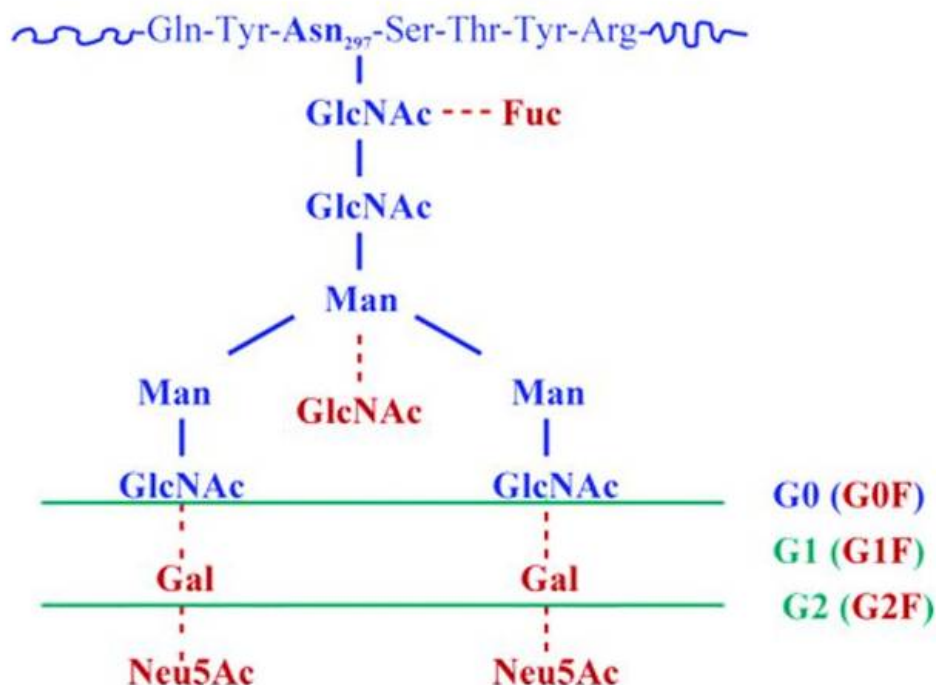 Gln-Tyr-Asn297-Ser-Thr-Tyr-Arg
GlcNAc Fuc
GlcNAc
Man
Man GlcNAc Man
GlcNAc GlcNAc G0 (G0F)
G1 (G1F)
Gal Gal
G2 (G2F)
Neu5Ac Neu5Ac